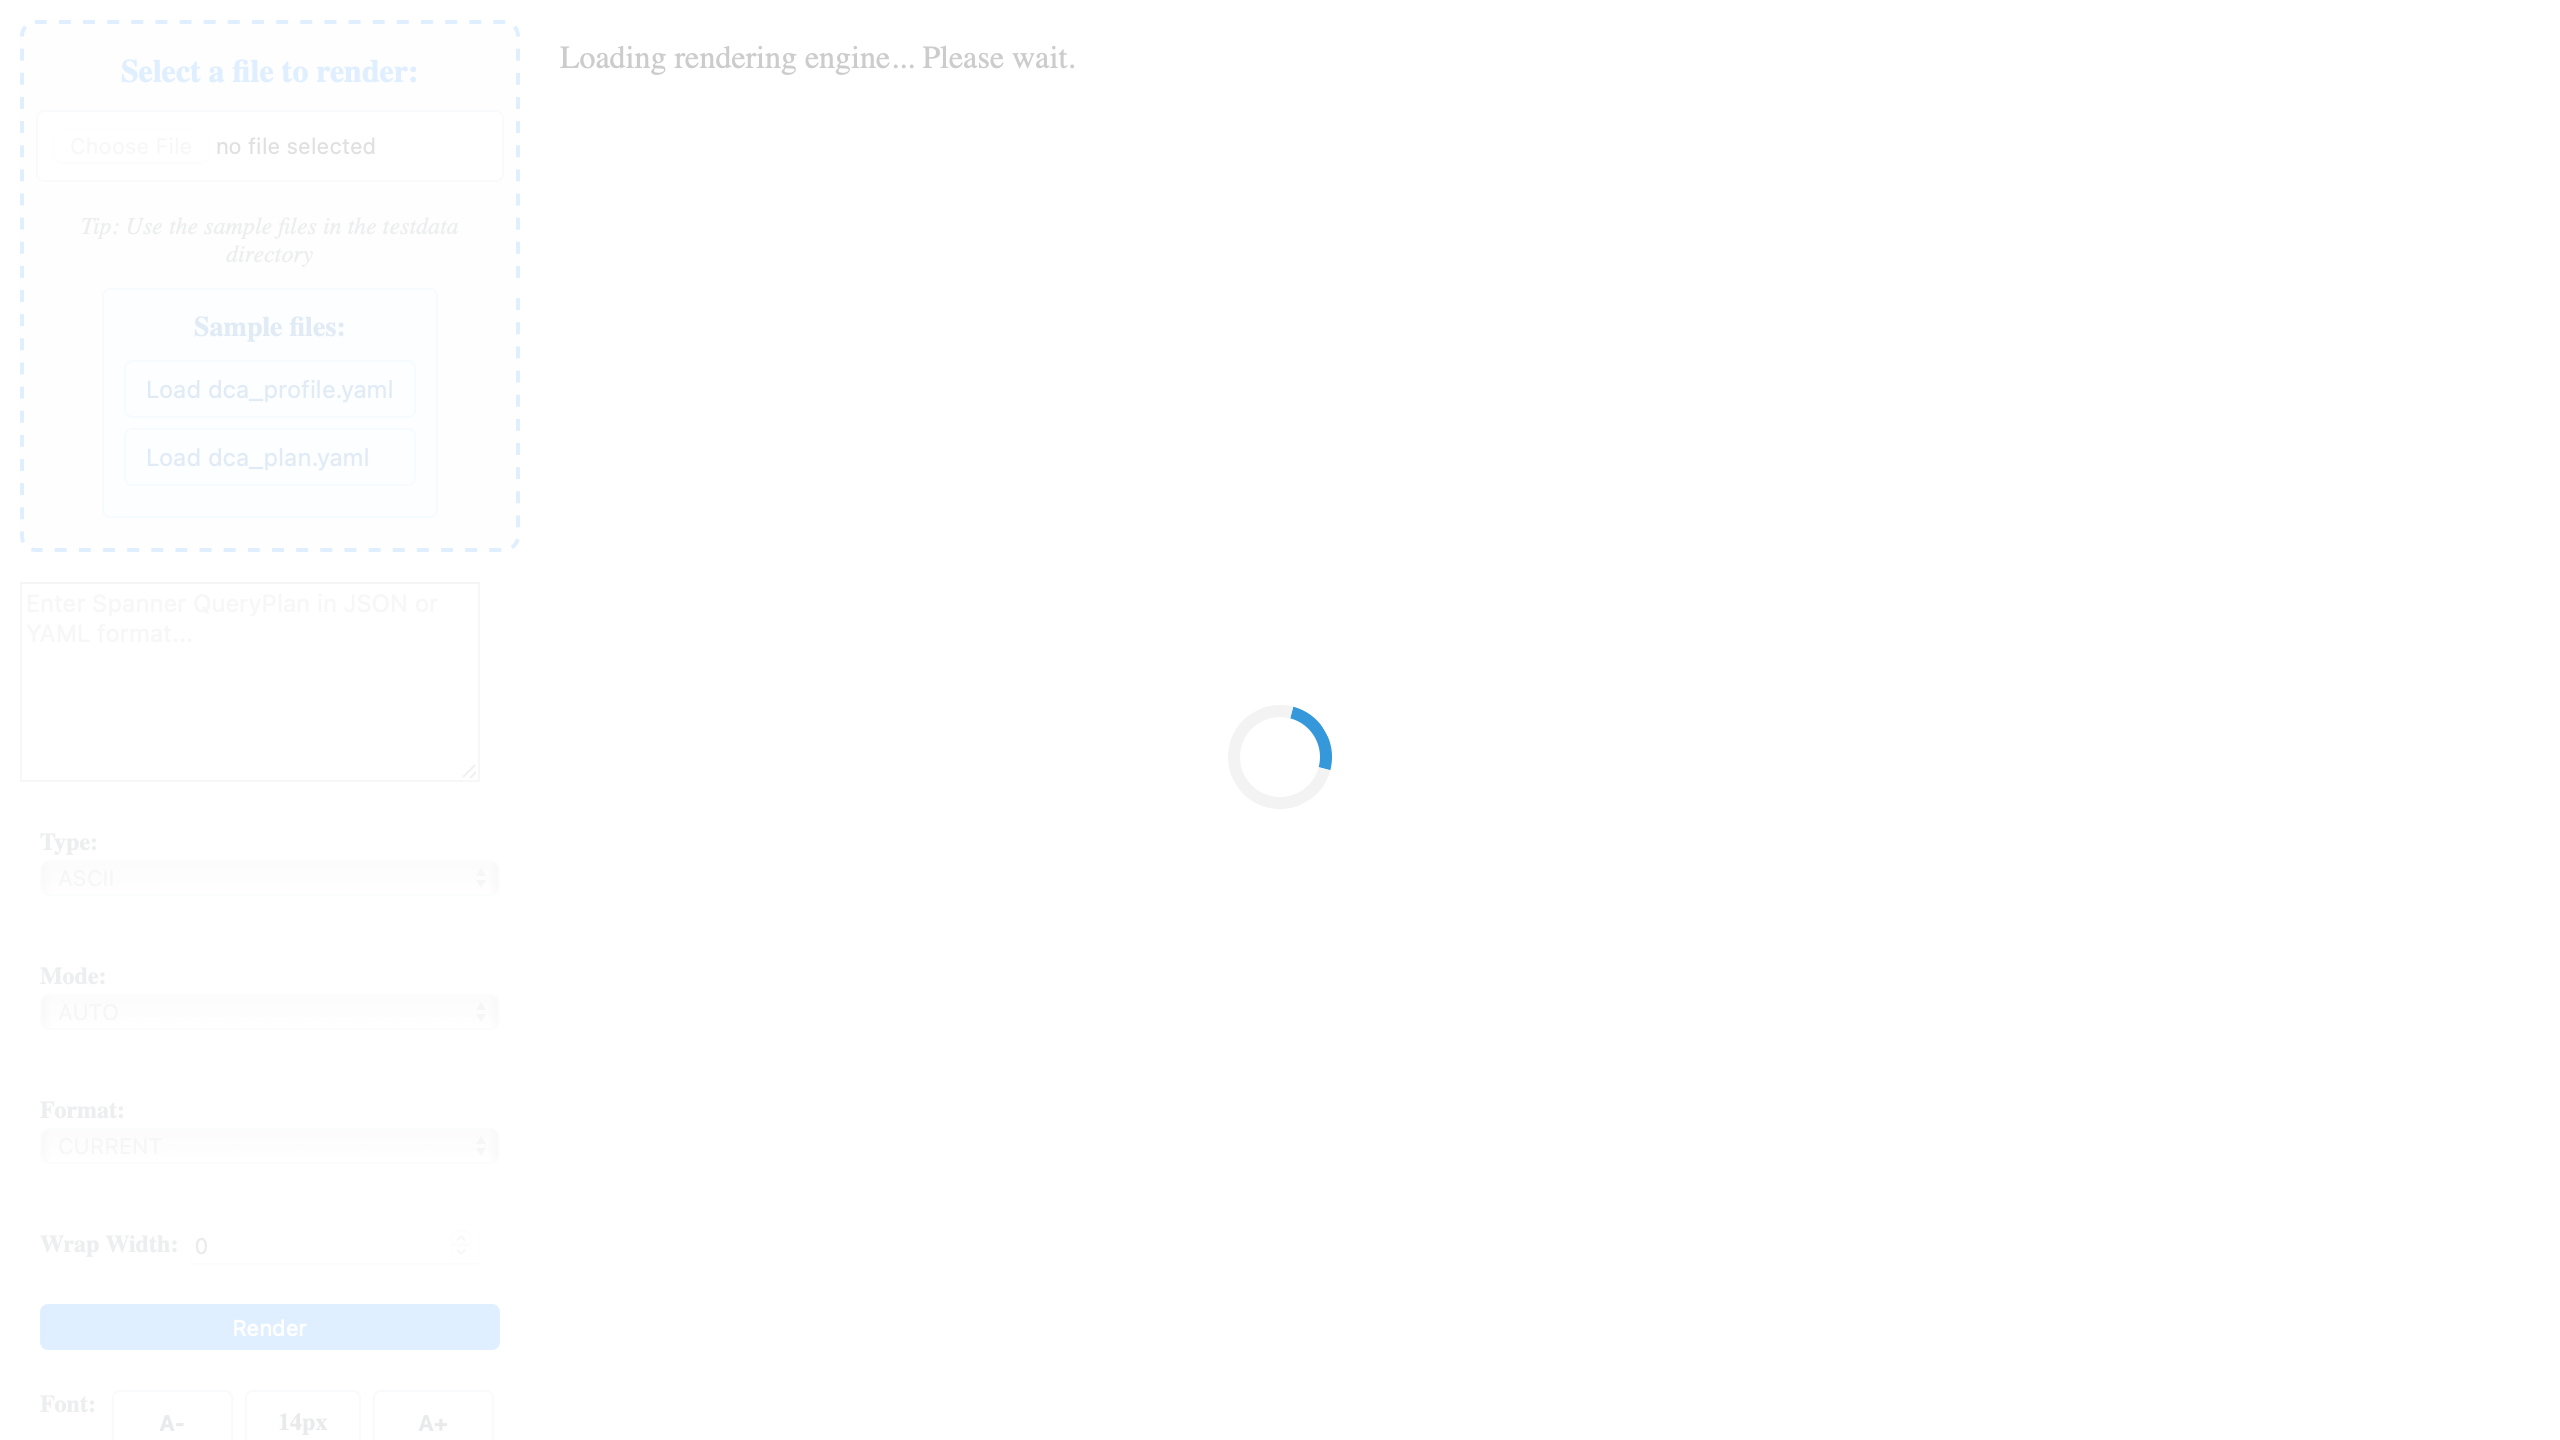 Select a file to render:
Choose File no file selected
Tip: Use the sample files in the testdata
directory
Sample files:
Load dca_profile.yaml
Load dca_plan.yaml
Enter Spanner QueryPlan in JSON or
YAML format...
Type:
ASCII
Mode:
AUTO
Format:
CURRENT
Wrap Width: 0
Render
Font: A- 14px A+
Loading rendering engine... Please wait.